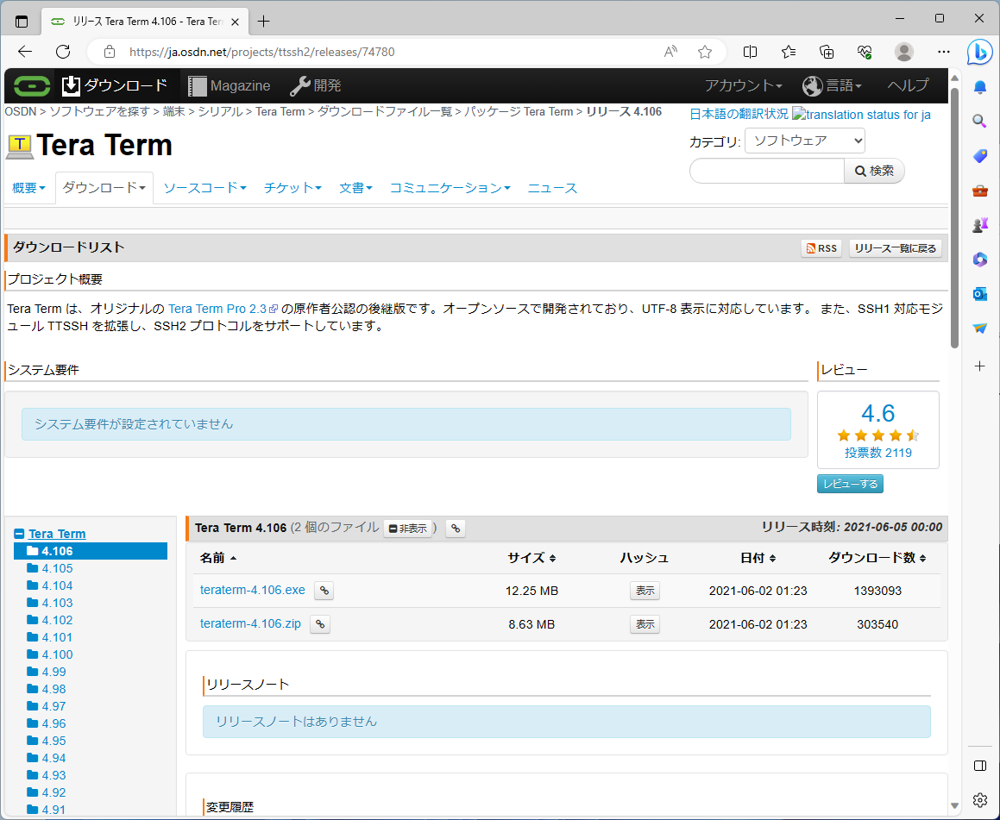 リリース Tera Term 4.106 - Tera Ter
https://ja.osdn.net/projects/ttssh2/releases/74780
ダウンロード Magazine 開発 アカウント 言語 ヘルプ
OSDN > ソフトウェアを探す > 端末 > シリアル > Tera Term > ダウンロードファイル一覧 > パッケージ Tera Term > リリース 4.106
日本語の翻訳状況 translation status for ja
Tera Term
カテゴリ: ソフトウェア
検索
概要 ダウンロード ソースコード チケット 文書 コミュニケーション ニュース
ダウンロードリスト RSS リリース一覧に戻る
プロジェクト概要
Tera Term は、オリジナルの Tera Term Pro 2.3 の原作者公認の後継版です。オープンソースで開発されており、UTF-8 表示に対応しています。 また、SSH1 対応モジ
ュール TTSSH を拡張し、SSH2 プロトコルをサポートしています。
システム要件
システム要件が設定されていません
レビュー
4.6
投票数 2119
レビューする
Tera Term
4.106
4.105
4.104
4.103
4.102
4.101
4.100
4.99
4.98
4.97
4.96
4.95
4.94
4.93
4.92
4.91
Tera Term 4.106 (2 個のファイル 非表示 ) リリース時刻: 2021-06-05 00:00
名前 サイズ ハッシュ 日付 ダウンロード数
teraterm-4.106.exe 12.25 MB 表示 2021-06-02 01:23 1393093
teraterm-4.106.zip 8.63 MB 表示 2021-06-02 01:23 303540
リリースノート
リリースノートはありません
変更履歴